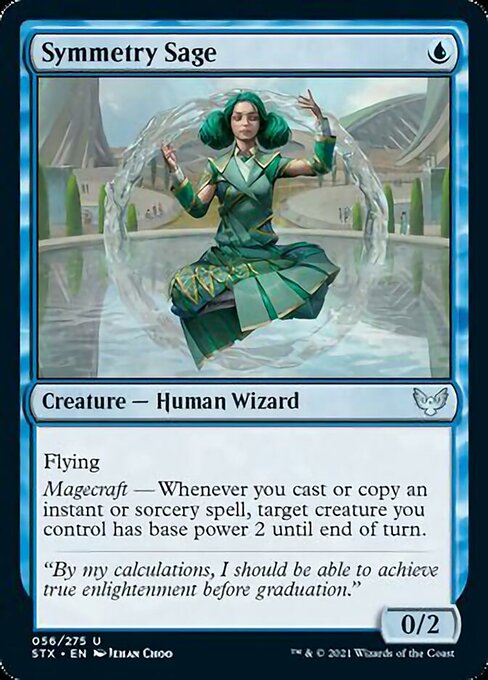 Symmetry Sage
Creature — Human Wizard
Flying
Magecraft — Whenever you cast or copy an
instant or sorcery spell, target creature you
control has base power 2 until end of turn.
“By my calculations, I should be able to achieve
true enlightenment before graduation.”
0/2
056/275 U
STX • EN Jehan Choo
™ & © 2021 Wizards of the Coast